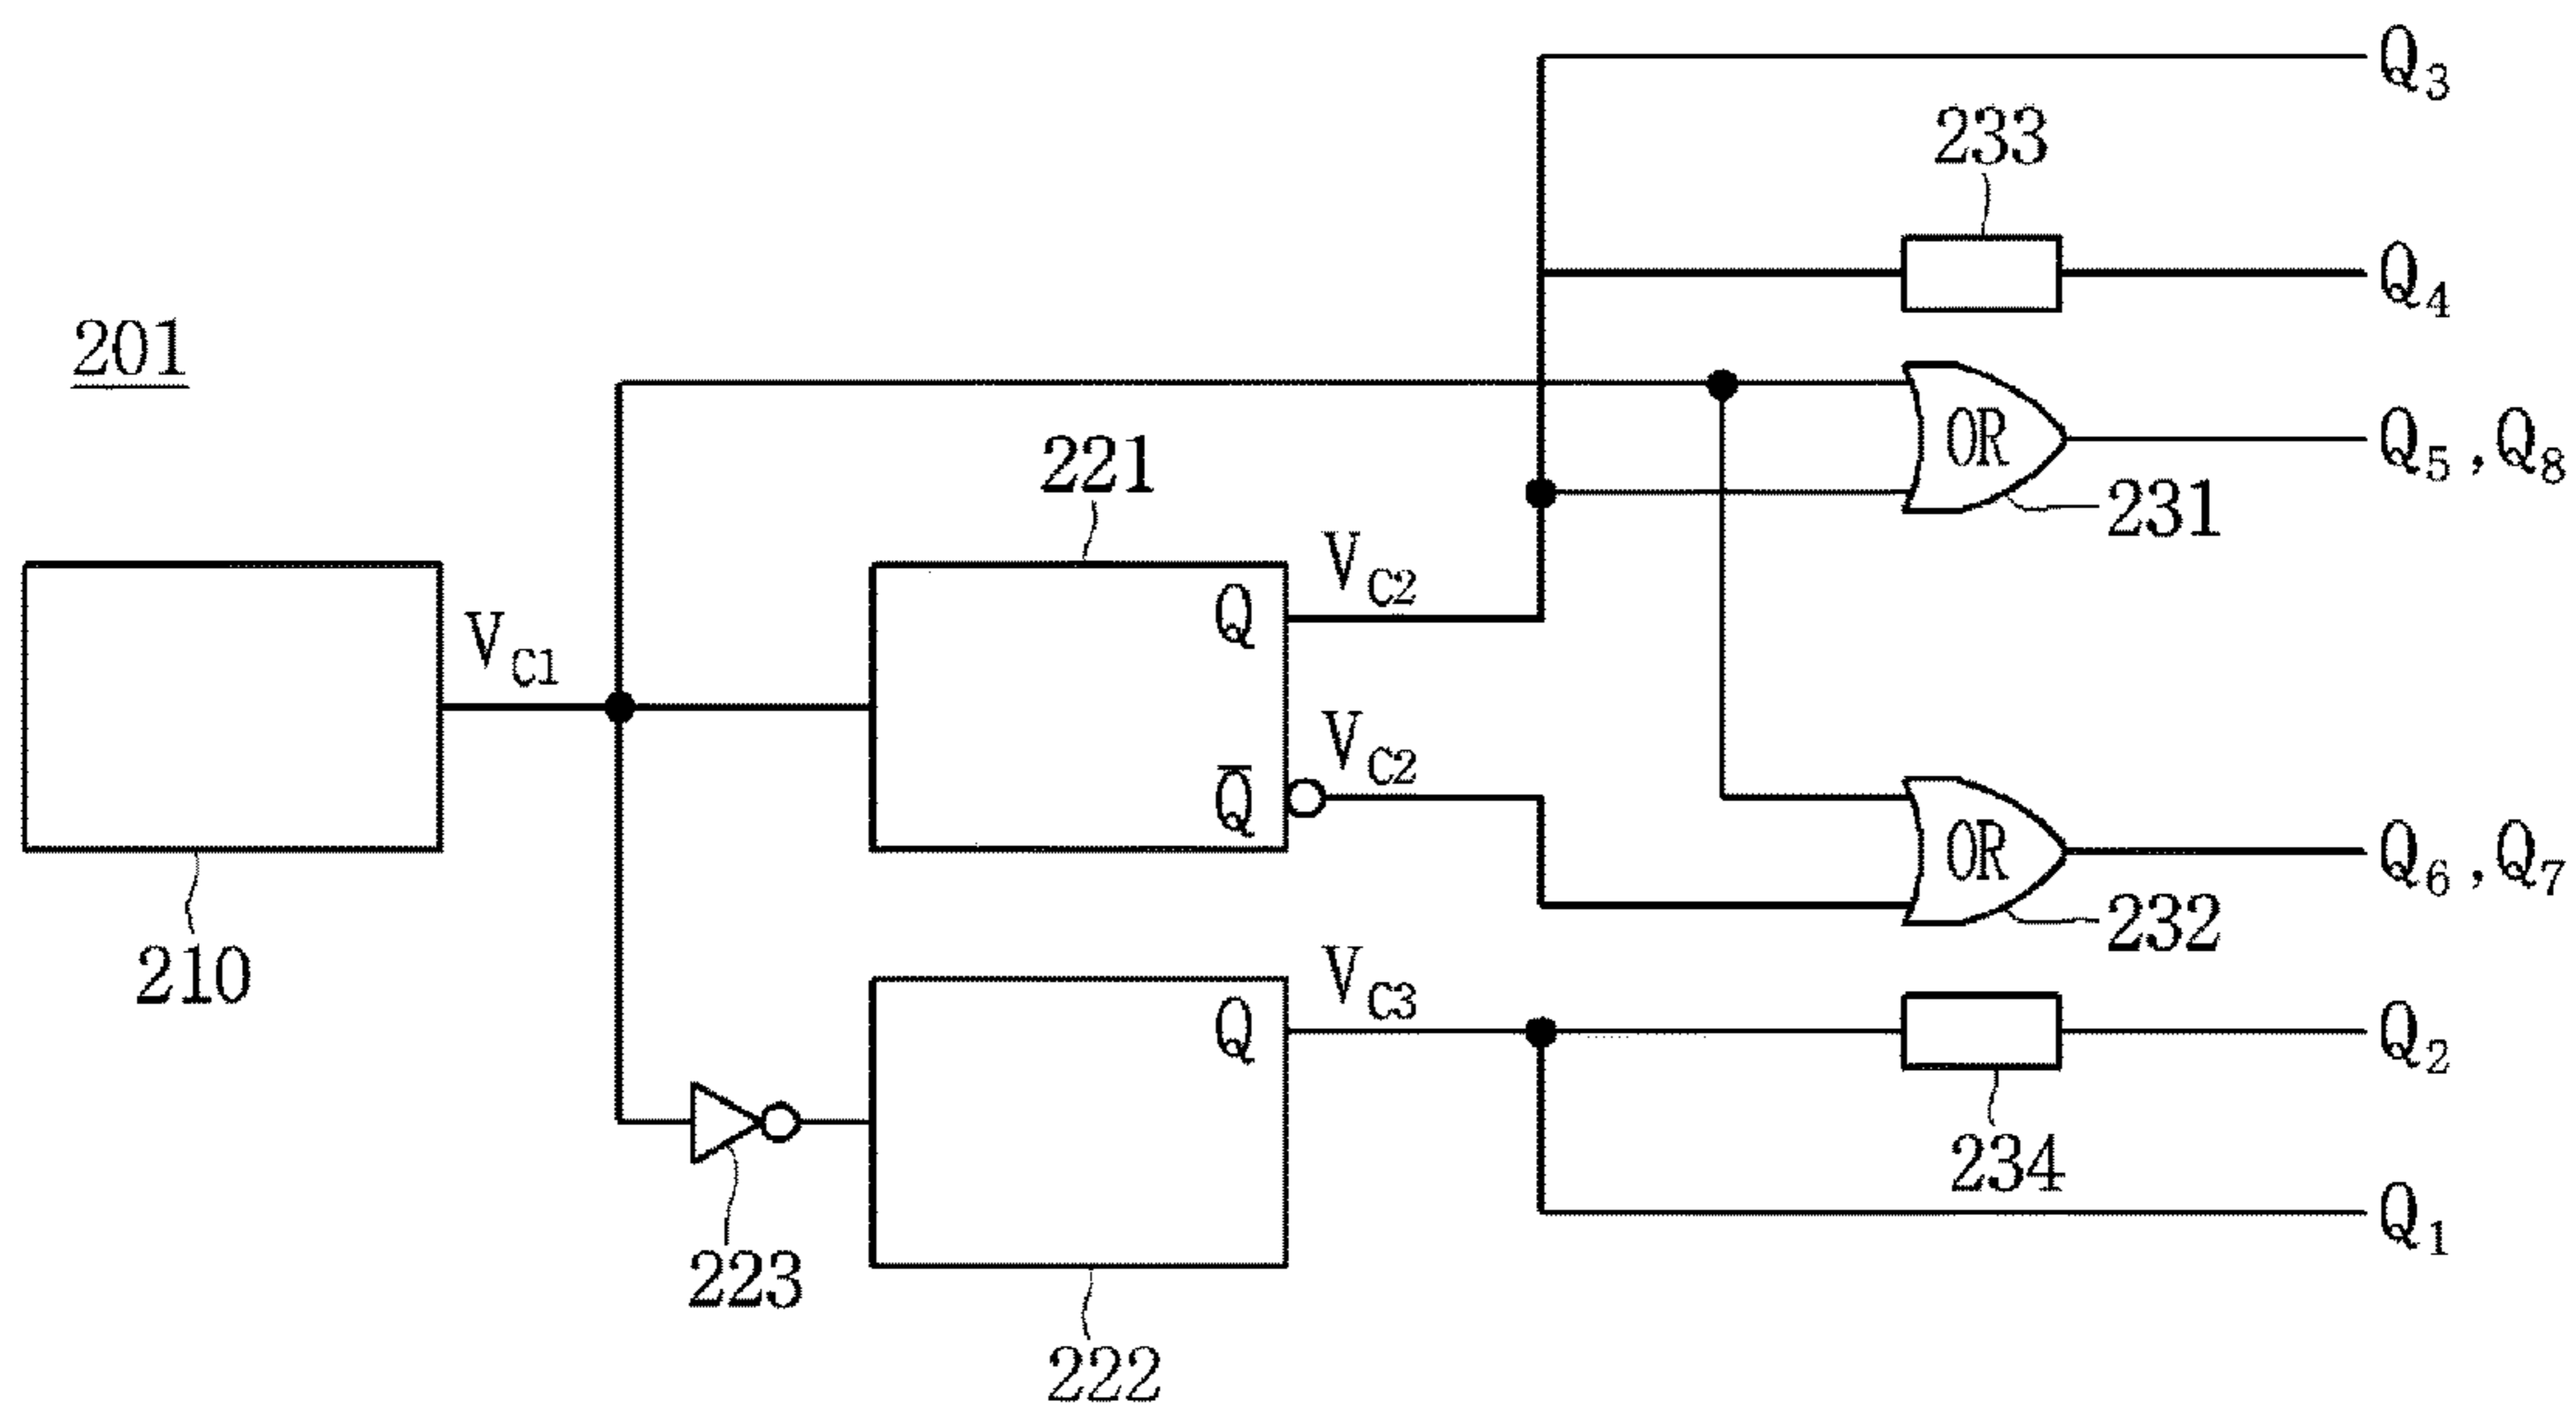 Q3
233
Q4
201
OR
Q5 ,Q8
221
231
Q
VC2
VC1
VC2
Q̅
OR
Q6 ,Q7
232
210
VC3
Q
Q2
234
Q1
223
222